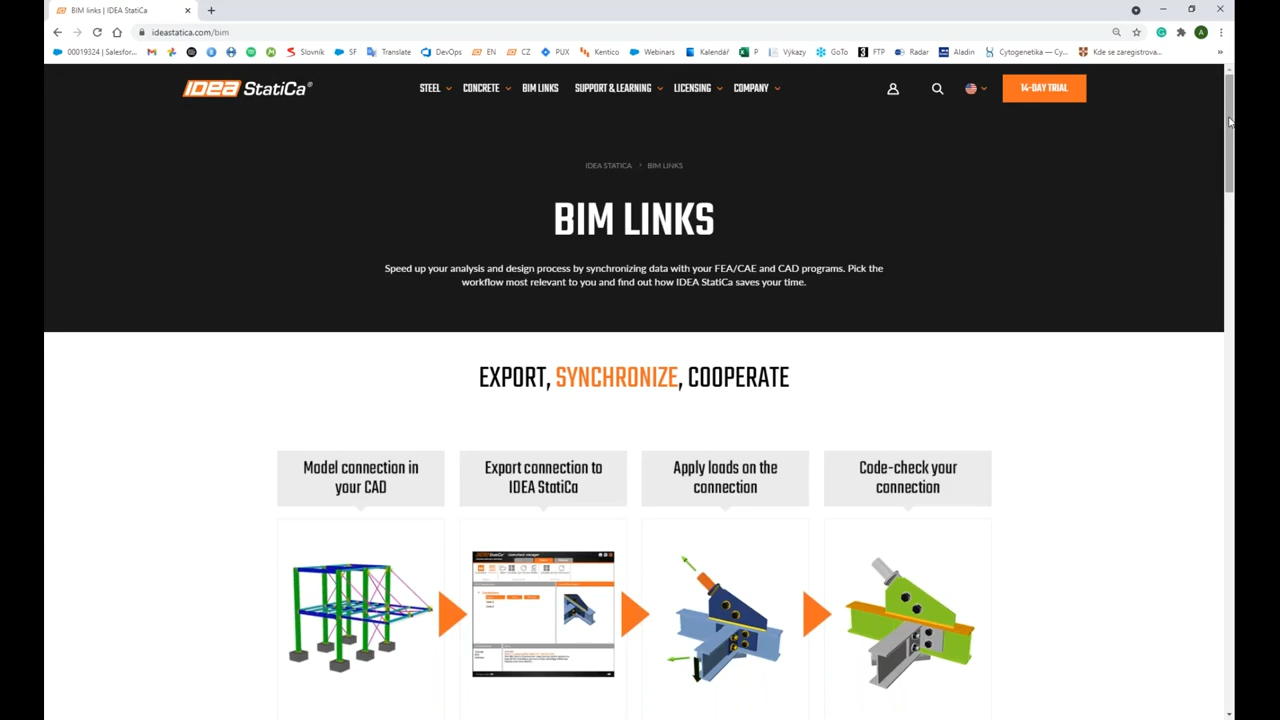 BIM links | IDEA StatiCa
ideastatica.com/bim
00019324 | Salesfor...
Slovník
SF
Translate
DevOps
EN
CZ
PUX
Kentico
Webinars
Kalendář
P
Výkazy
GoTo
FTP
Radar
Aladin
Cytogenetika — Cy...
Kde se zaregistrova...
IDEA StatiCa®
STEEL
CONCRETE
BIM LINKS
SUPPORT & LEARNING
LICENSING
COMPANY
14-DAY TRIAL
IDEA STATICA › BIM LINKS
BIM LINKS
Speed up your analysis and design process by synchronizing data with your FEA/CAE and CAD programs. Pick the
workflow most relevant to you and find out how IDEA StatiCa saves your time.
EXPORT, SYNCHRONIZE, COOPERATE
Model connection in
your CAD
Export connection to
IDEA StatiCa
Apply loads on the
connection
Code-check your
connection